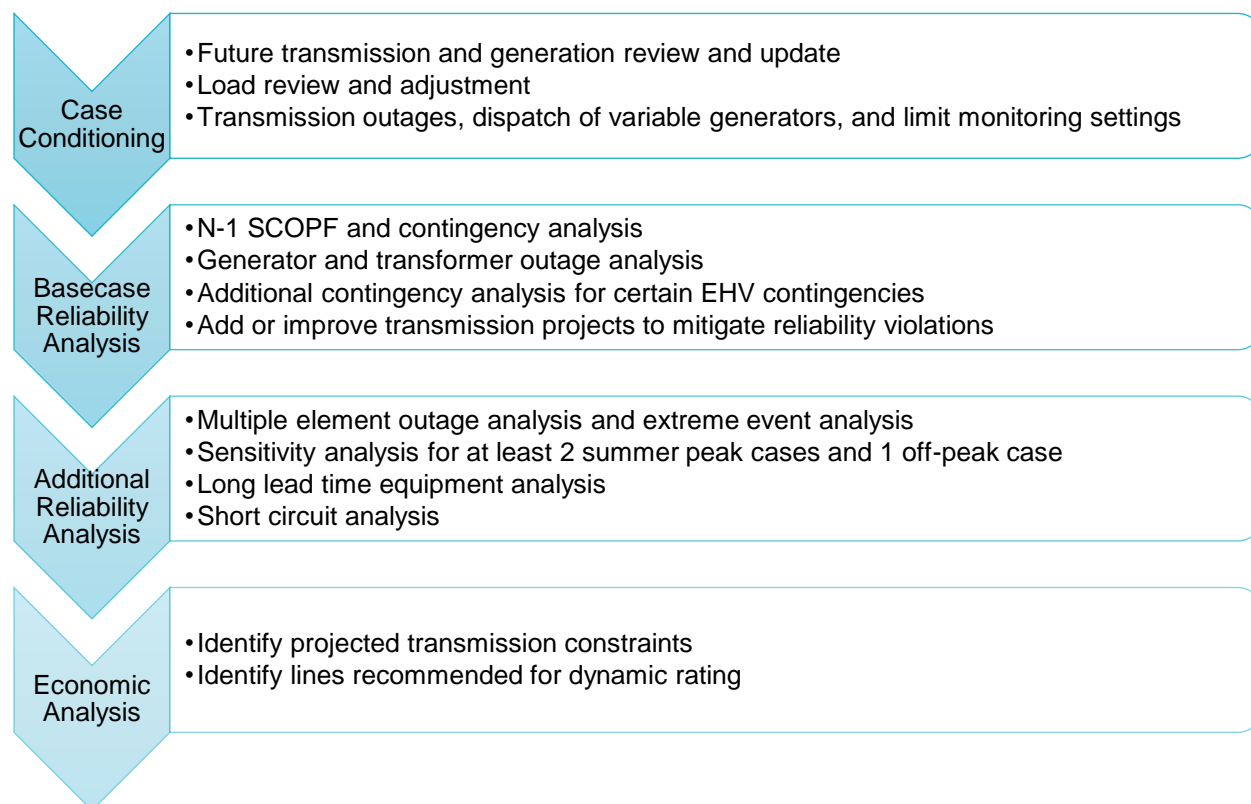 Case
Conditioning
•Future transmission and generation review and update
•Load review and adjustment
•Transmission outages, dispatch of variable generators, and limit monitoring settings
Basecase
Reliability
Analysis
•N-1 SCOPF and contingency analysis
•Generator and transformer outage analysis
•Additional contingency analysis for certain EHV contingencies
•Add or improve transmission projects to mitigate reliability violations
Additional
Reliability
Analysis
•Multiple element outage analysis and extreme event analysis
•Sensitivity analysis for at least 2 summer peak cases and 1 off-peak case
•Long lead time equipment analysis
•Short circuit analysis
Economic
Analysis
•Identify projected transmission constraints
•Identify lines recommended for dynamic rating